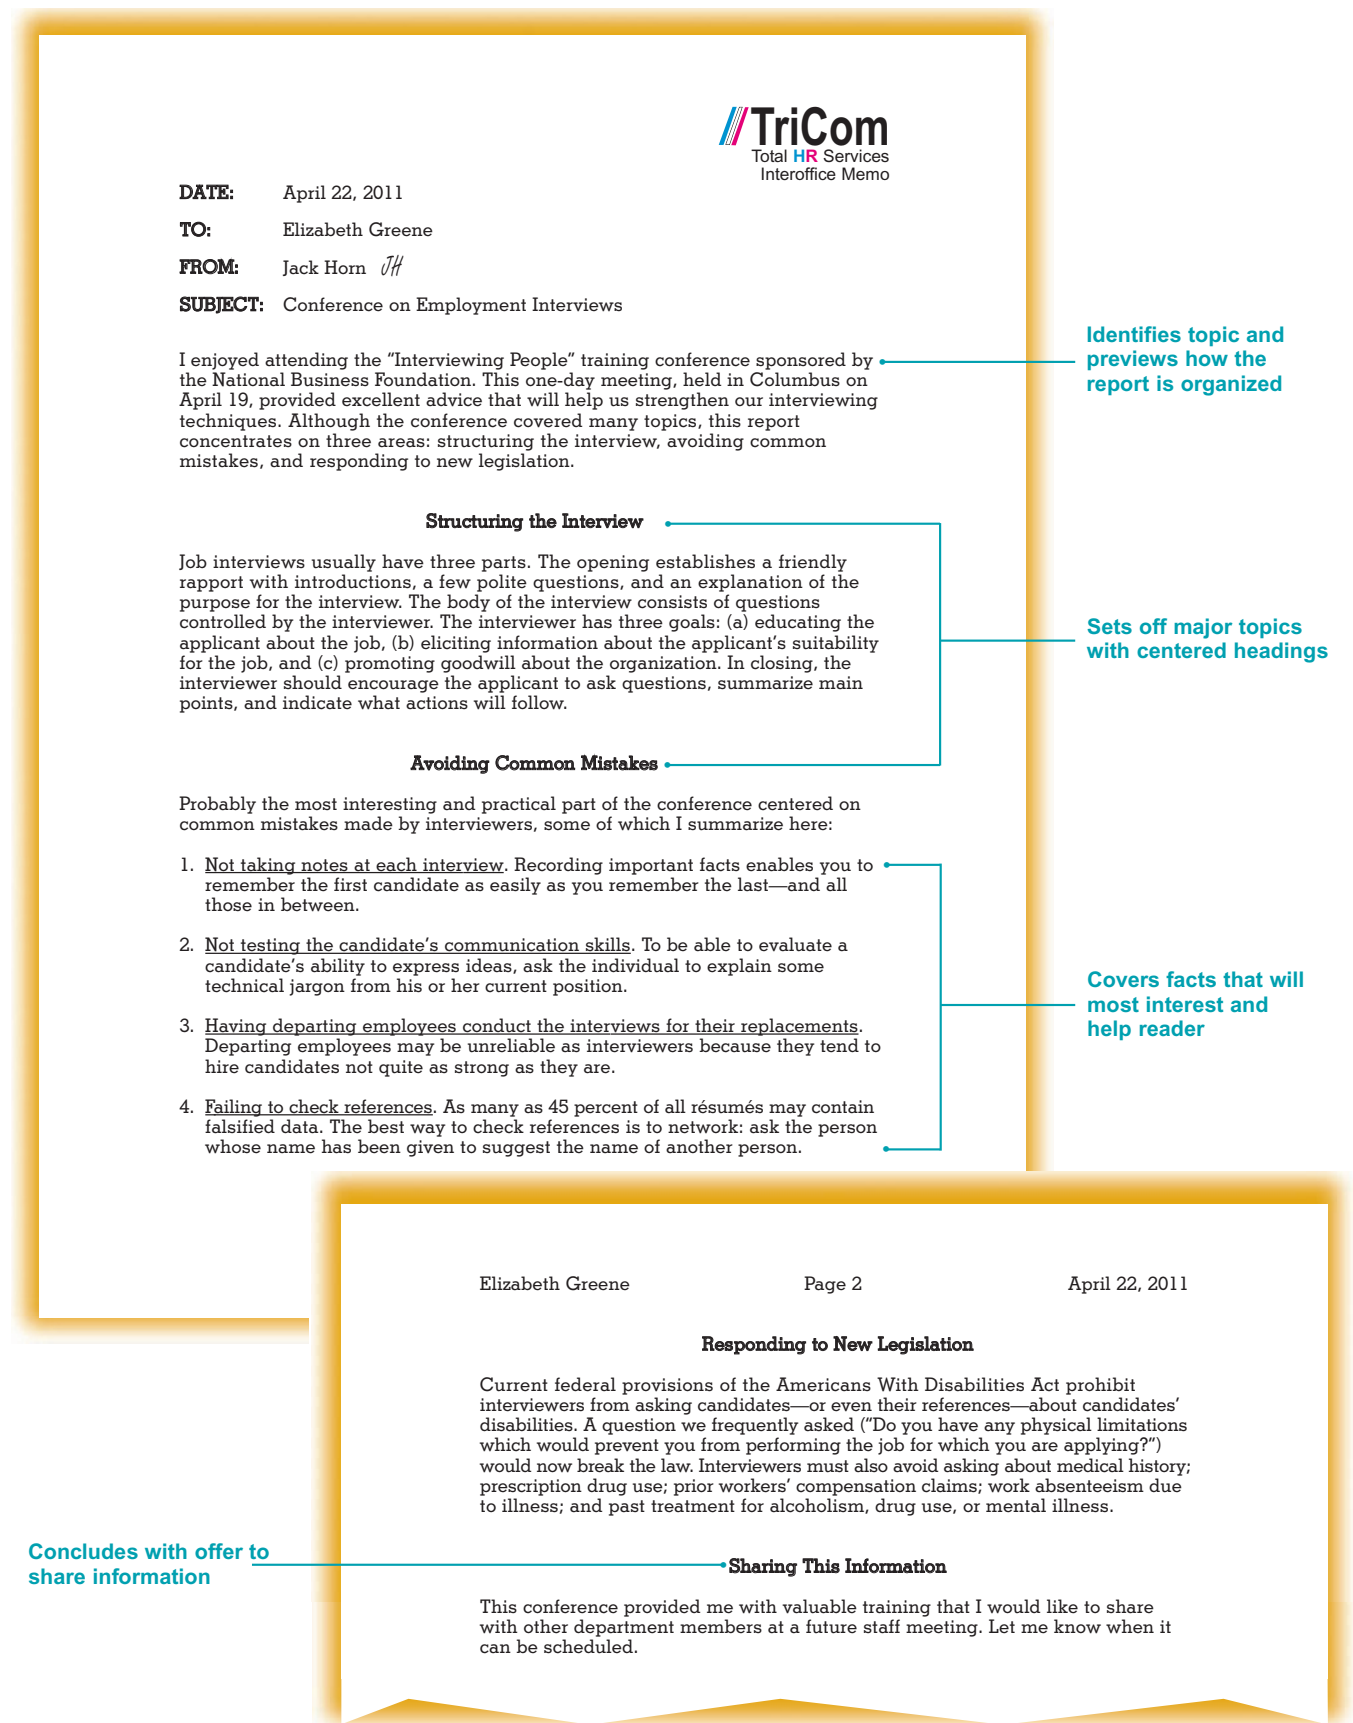 TriCom
Total HR Services
Interoffice Memo
DATE: April 22, 2011
TO: Elizabeth Greene
FROM: Jack Horn JH
SUBJECT: Conference on Employment Interviews
I enjoyed attending the “Interviewing People” training conference sponsored by
the National Business Foundation. This one-day meeting, held in Columbus on
April 19, provided excellent advice that will help us strengthen our interviewing
techniques. Although the conference covered many topics, this report
concentrates on three areas: structuring the interview, avoiding common
mistakes, and responding to new legislation.
Identifies topic and
previews how the
report is organized
Structuring the Interview
Job interviews usually have three parts. The opening establishes a friendly
rapport with introductions, a few polite questions, and an explanation of the
purpose for the interview. The body of the interview consists of questions
controlled by the interviewer. The interviewer has three goals: (a) educating the
applicant about the job, (b) eliciting information about the applicant’s suitability
for the job, and (c) promoting goodwill about the organization. In closing, the
interviewer should encourage the applicant to ask questions, summarize main
points, and indicate what actions will follow.
Sets off major topics
with centered headings
Avoiding Common Mistakes
Probably the most interesting and practical part of the conference centered on
common mistakes made by interviewers, some of which I summarize here:
1. Not taking notes at each interview. Recording important facts enables you to
remember the first candidate as easily as you remember the last—and all
those in between.
2. Not testing the candidate’s communication skills. To be able to evaluate a
candidate’s ability to express ideas, ask the individual to explain some
technical jargon from his or her current position.
3. Having departing employees conduct the interviews for their replacements.
Departing employees may be unreliable as interviewers because they tend to
hire candidates not quite as strong as they are.
4. Failing to check references. As many as 45 percent of all résumés may contain
falsified data. The best way to check references is to network: ask the person
whose name has been given to suggest the name of another person.
Covers facts that will
most interest and
help reader
Elizabeth Greene Page 2 April 22, 2011
Responding to New Legislation
Current federal provisions of the Americans With Disabilities Act prohibit
interviewers from asking candidates—or even their references—about candidates’
disabilities. A question we frequently asked (“Do you have any physical limitations
which would prevent you from performing the job for which you are applying?”)
would now break the law. Interviewers must also avoid asking about medical history;
prescription drug use; prior workers’ compensation claims; work absenteeism due
to illness; and past treatment for alcoholism, drug use, or mental illness.
Concludes with offer to
share information
Sharing This Information
This conference provided me with valuable training that I would like to share
with other department members at a future staff meeting. Let me know when it
can be scheduled.